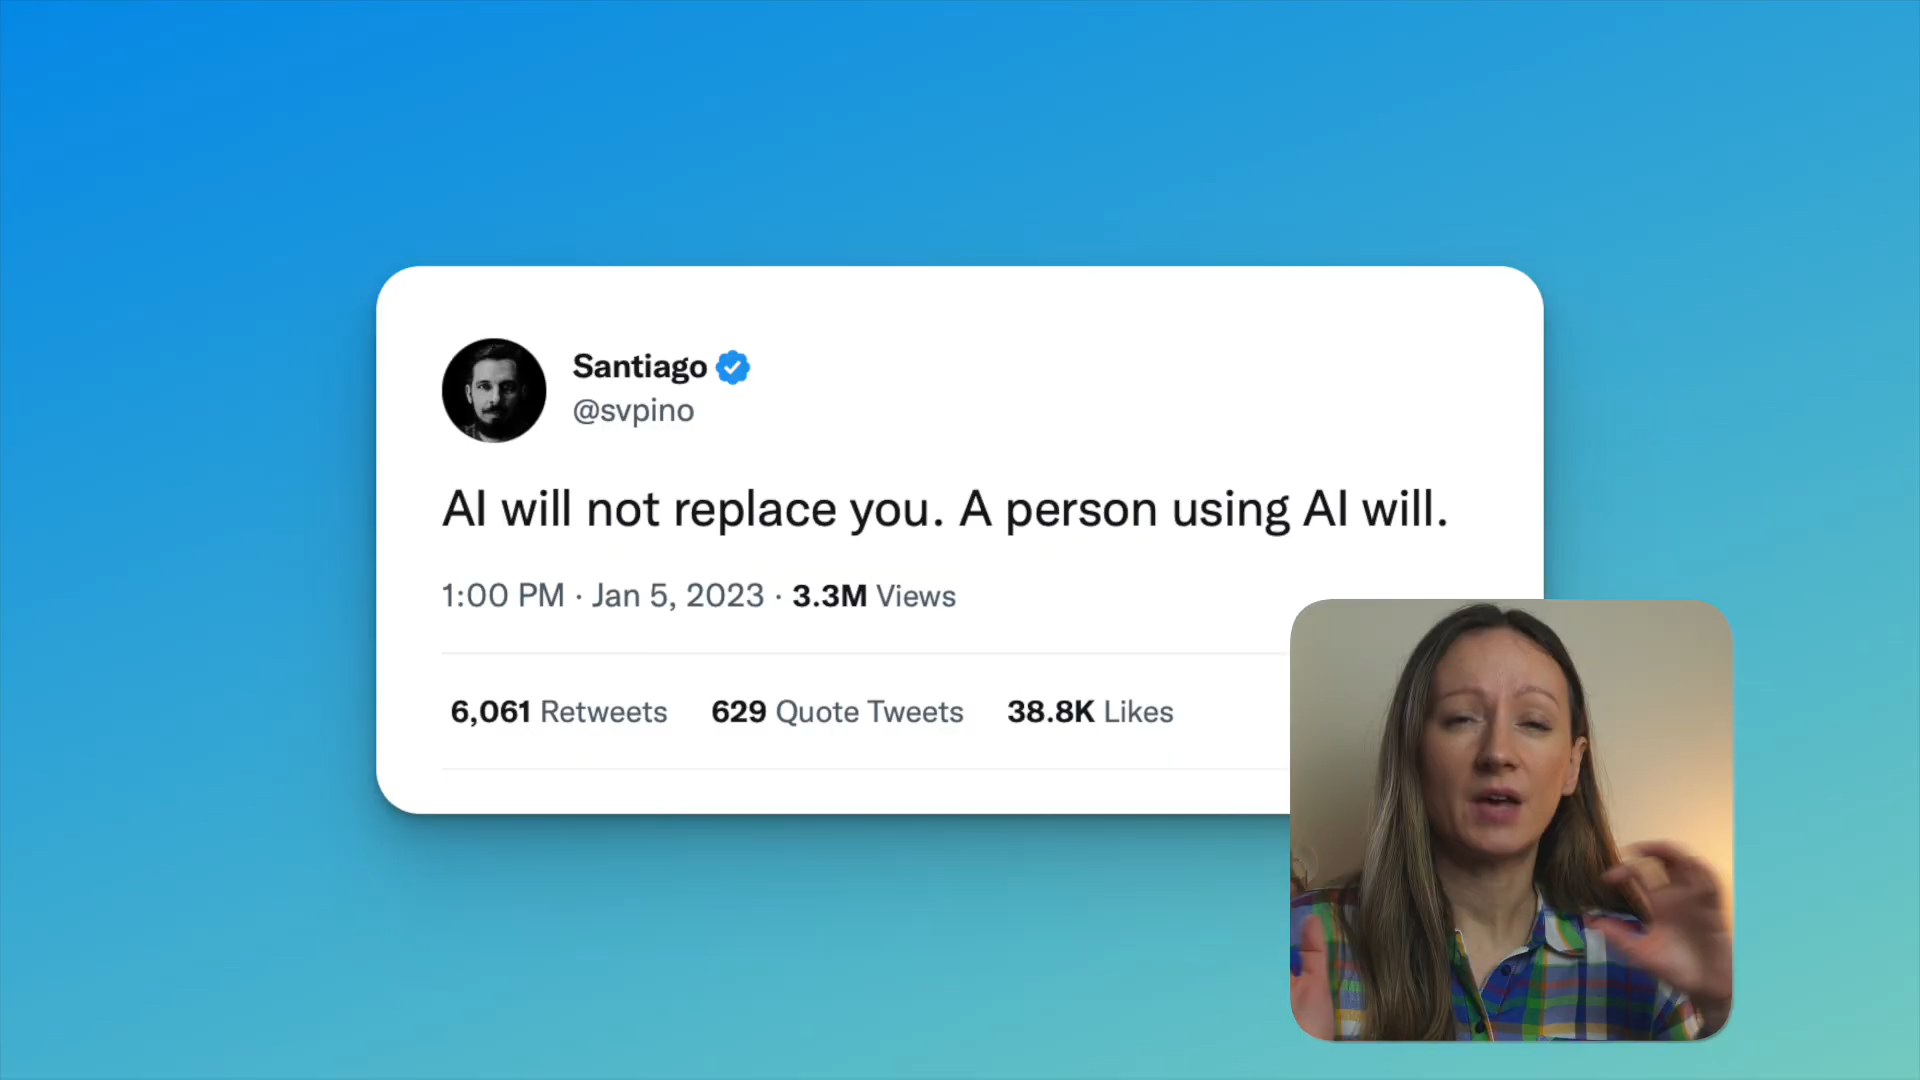 Santiago
@svpino
AI will not replace you. A person using AI will.
1:00 PM · Jan 5, 2023 · 3.3M Views
6,061 Retweets 629 Quote Tweets 38.8K Likes